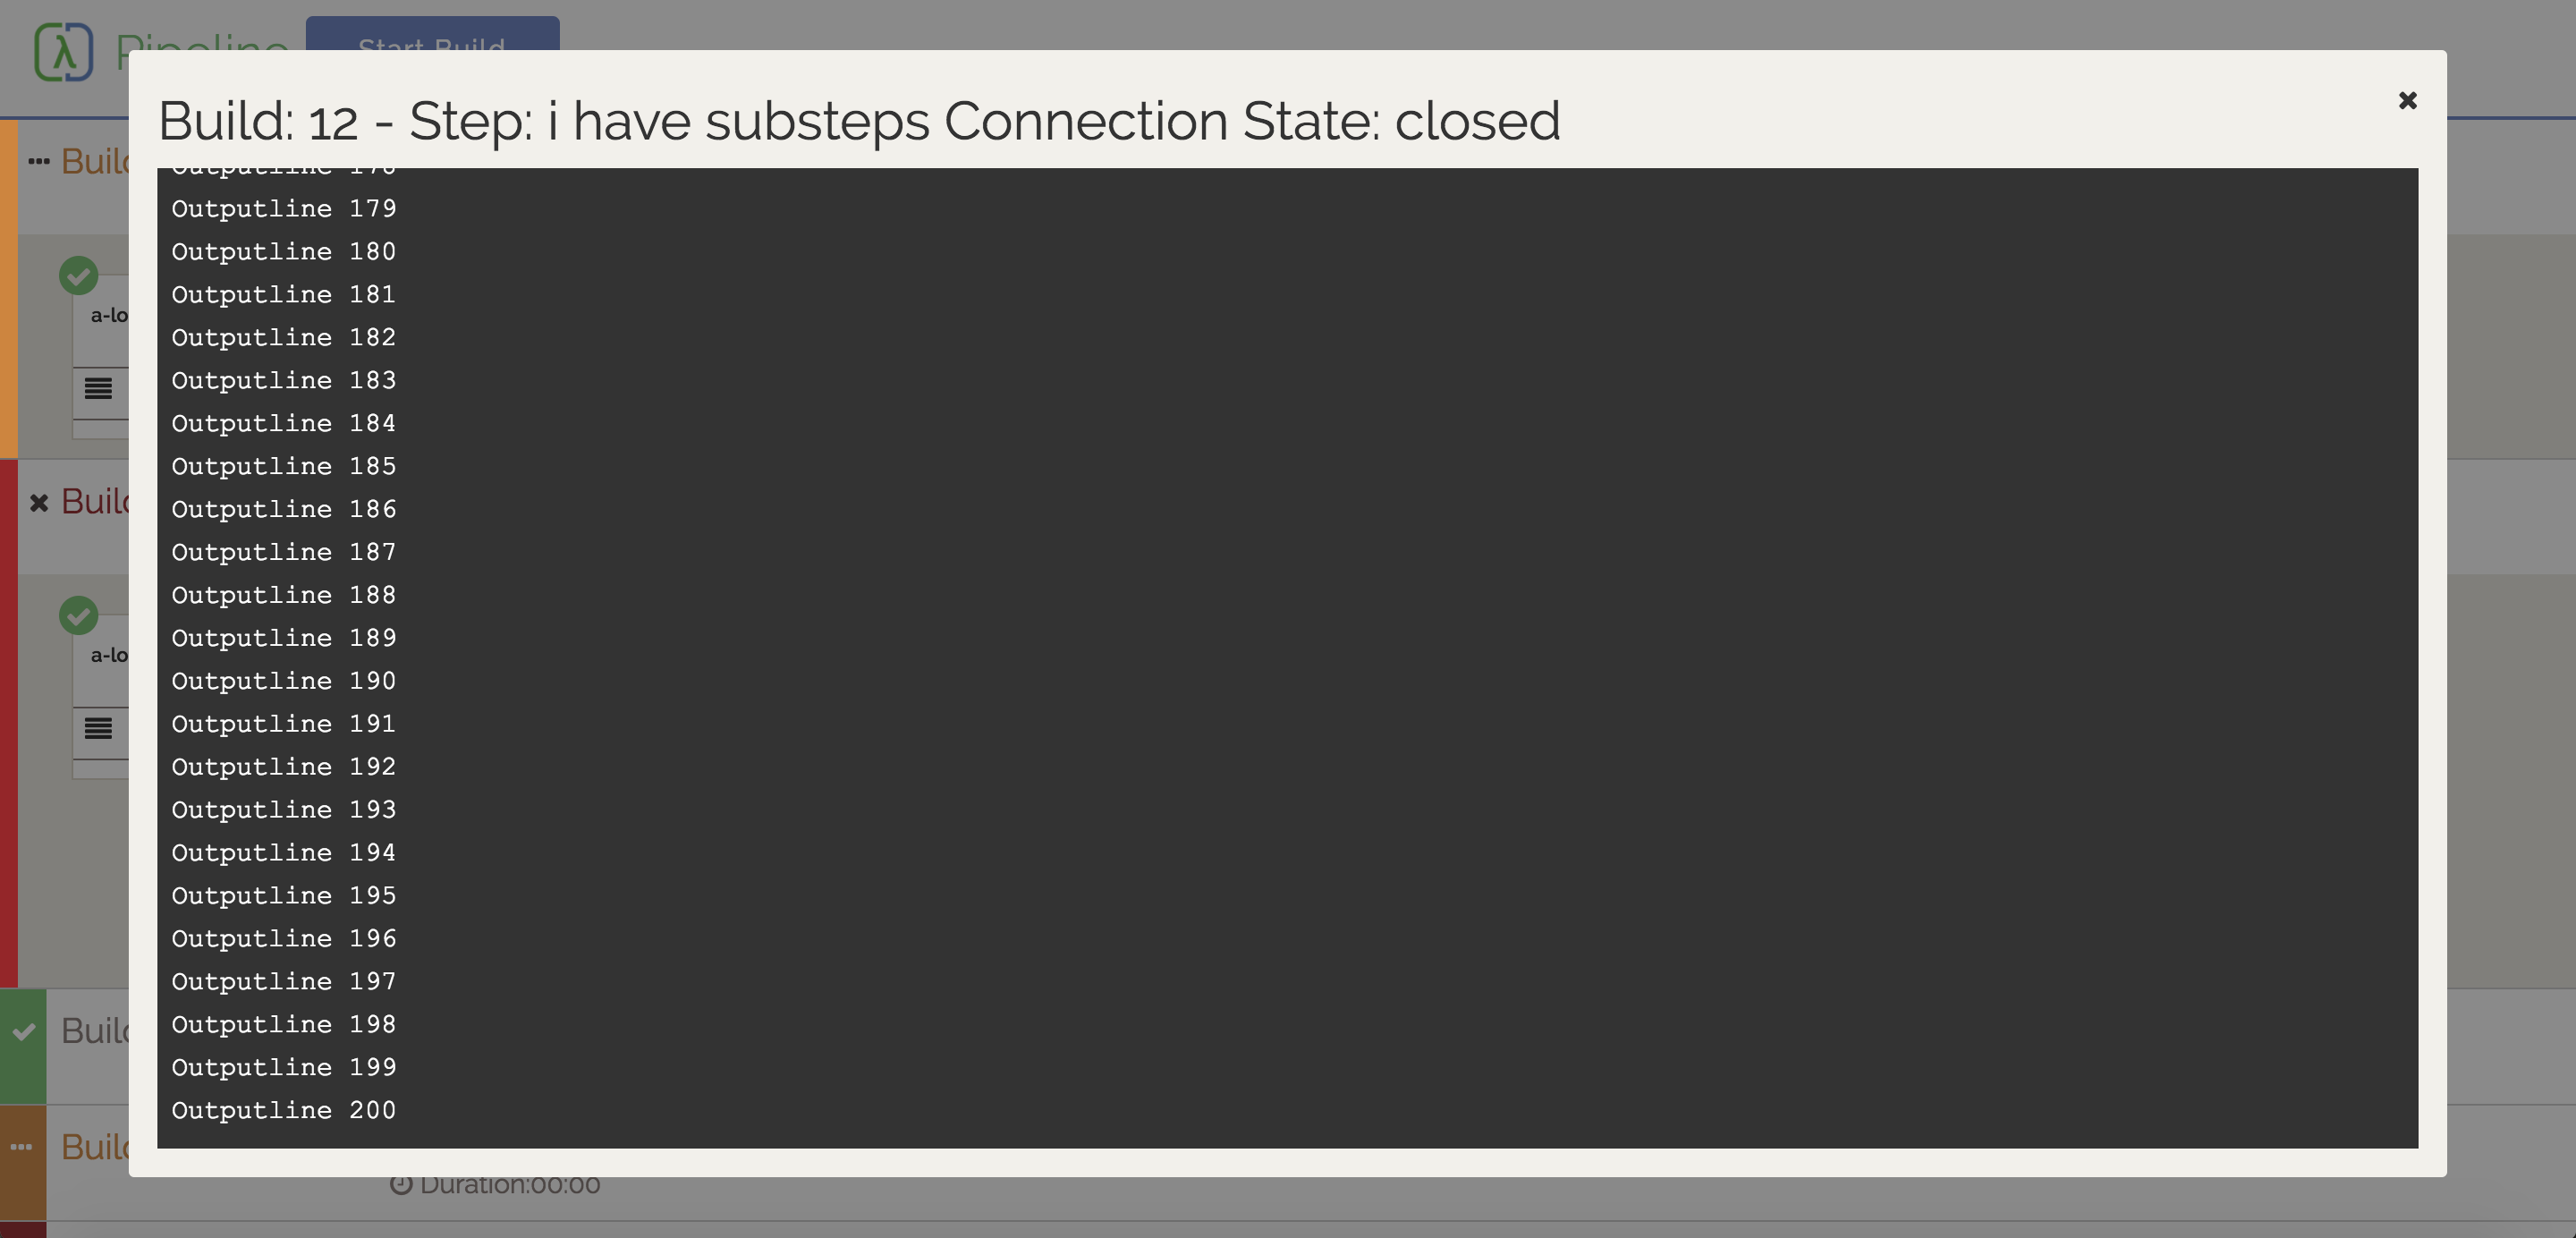 Pipeline
Start Build
Build: 12 - Step: i have substeps Connection State: closed
Outputline 178
Outputline 179
Outputline 180
Outputline 181
Outputline 182
Outputline 183
Outputline 184
Outputline 185
Outputline 186
Outputline 187
Outputline 188
Outputline 189
Outputline 190
Outputline 191
Outputline 192
Outputline 193
Outputline 194
Outputline 195
Outputline 196
Outputline 197
Outputline 198
Outputline 199
Outputline 200
Buil
a-lo
Buil
a-lo
Buil
Buil
Duration:00:00